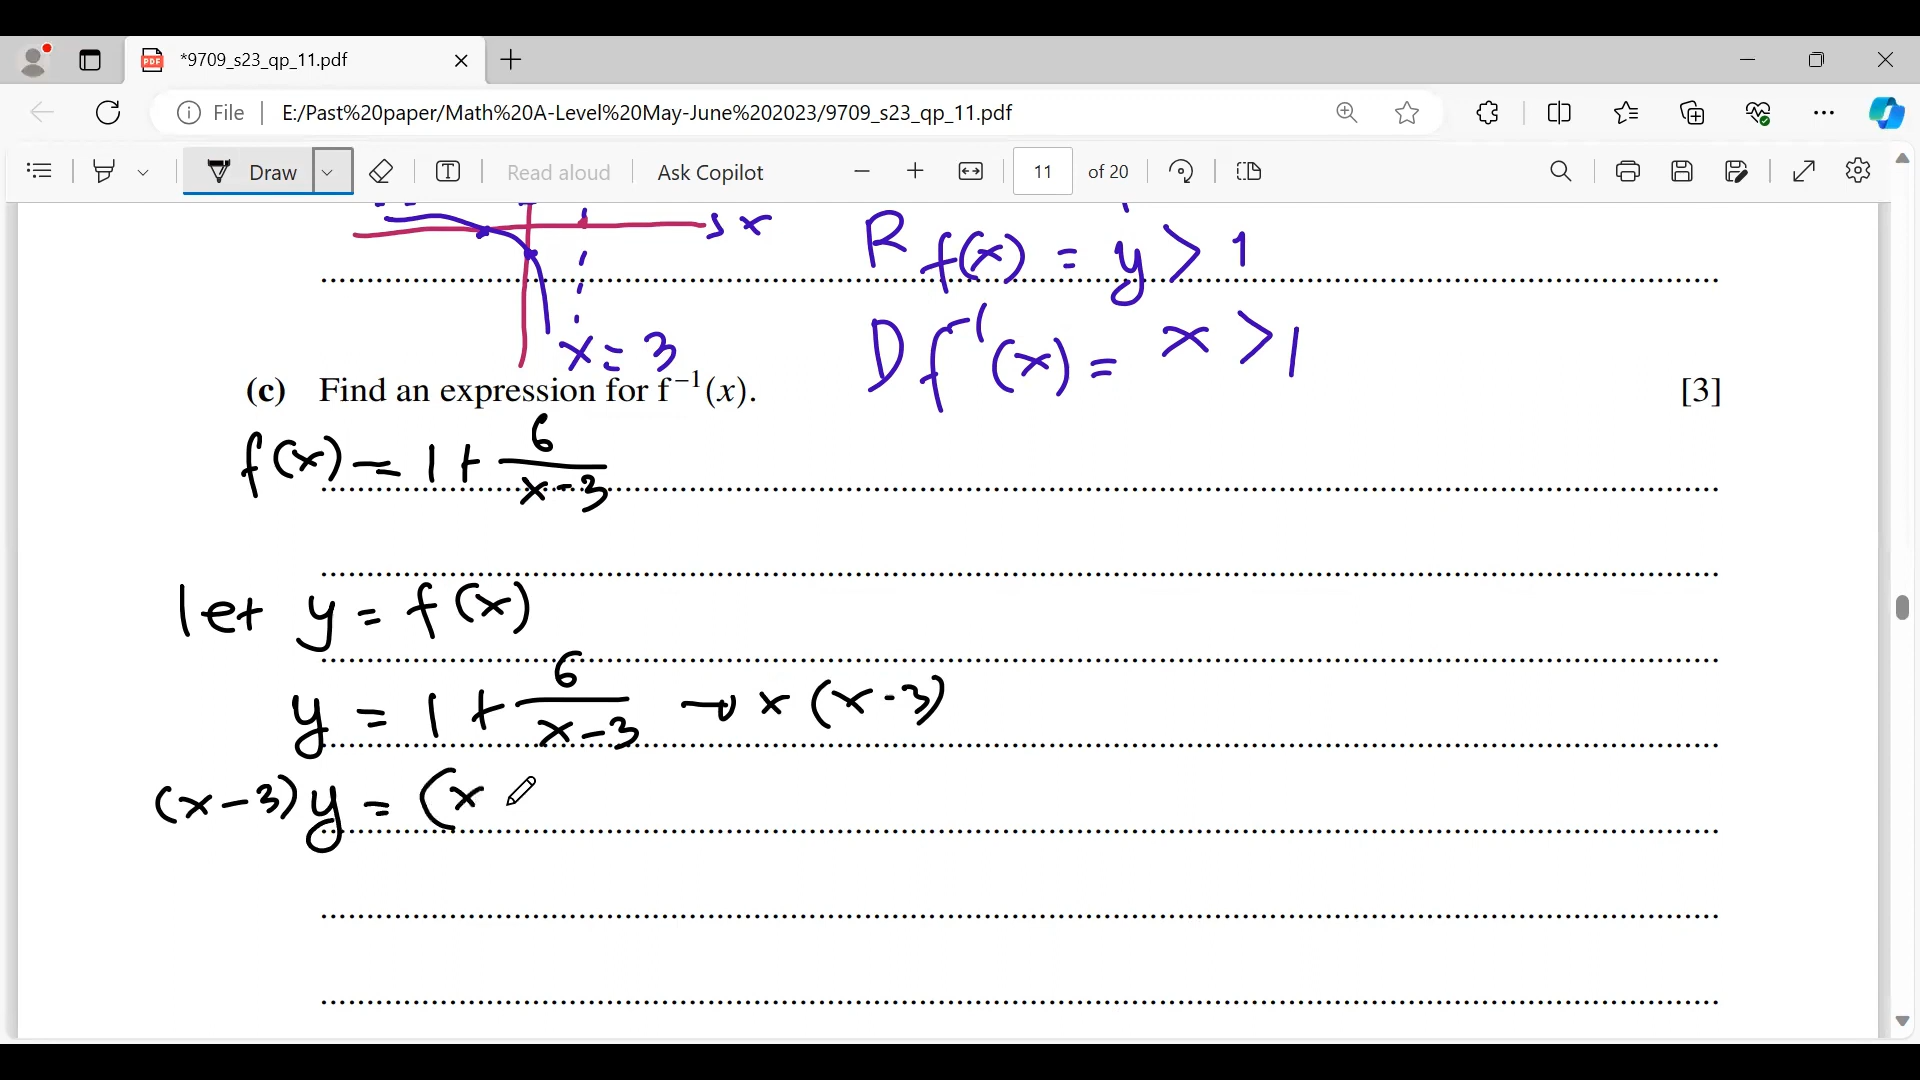 *9709_s23_qp_11.pdf
File
E:/Past%20paper/Math%20A-Level%20May-June%202023/9709_s23_qp_11.pdf
Draw
Read aloud
Ask Copilot
11 of 20
x
R f(x) = y > 1
x = 3
D f⁻¹(x) = x > 1
(c) Find an expression for f⁻¹(x). [3]
f(x) = 1 + 6/(x-3)
let y = f(x)
y = 1 + 6/(x-3) → × (x-3)
(x-3)y = (x